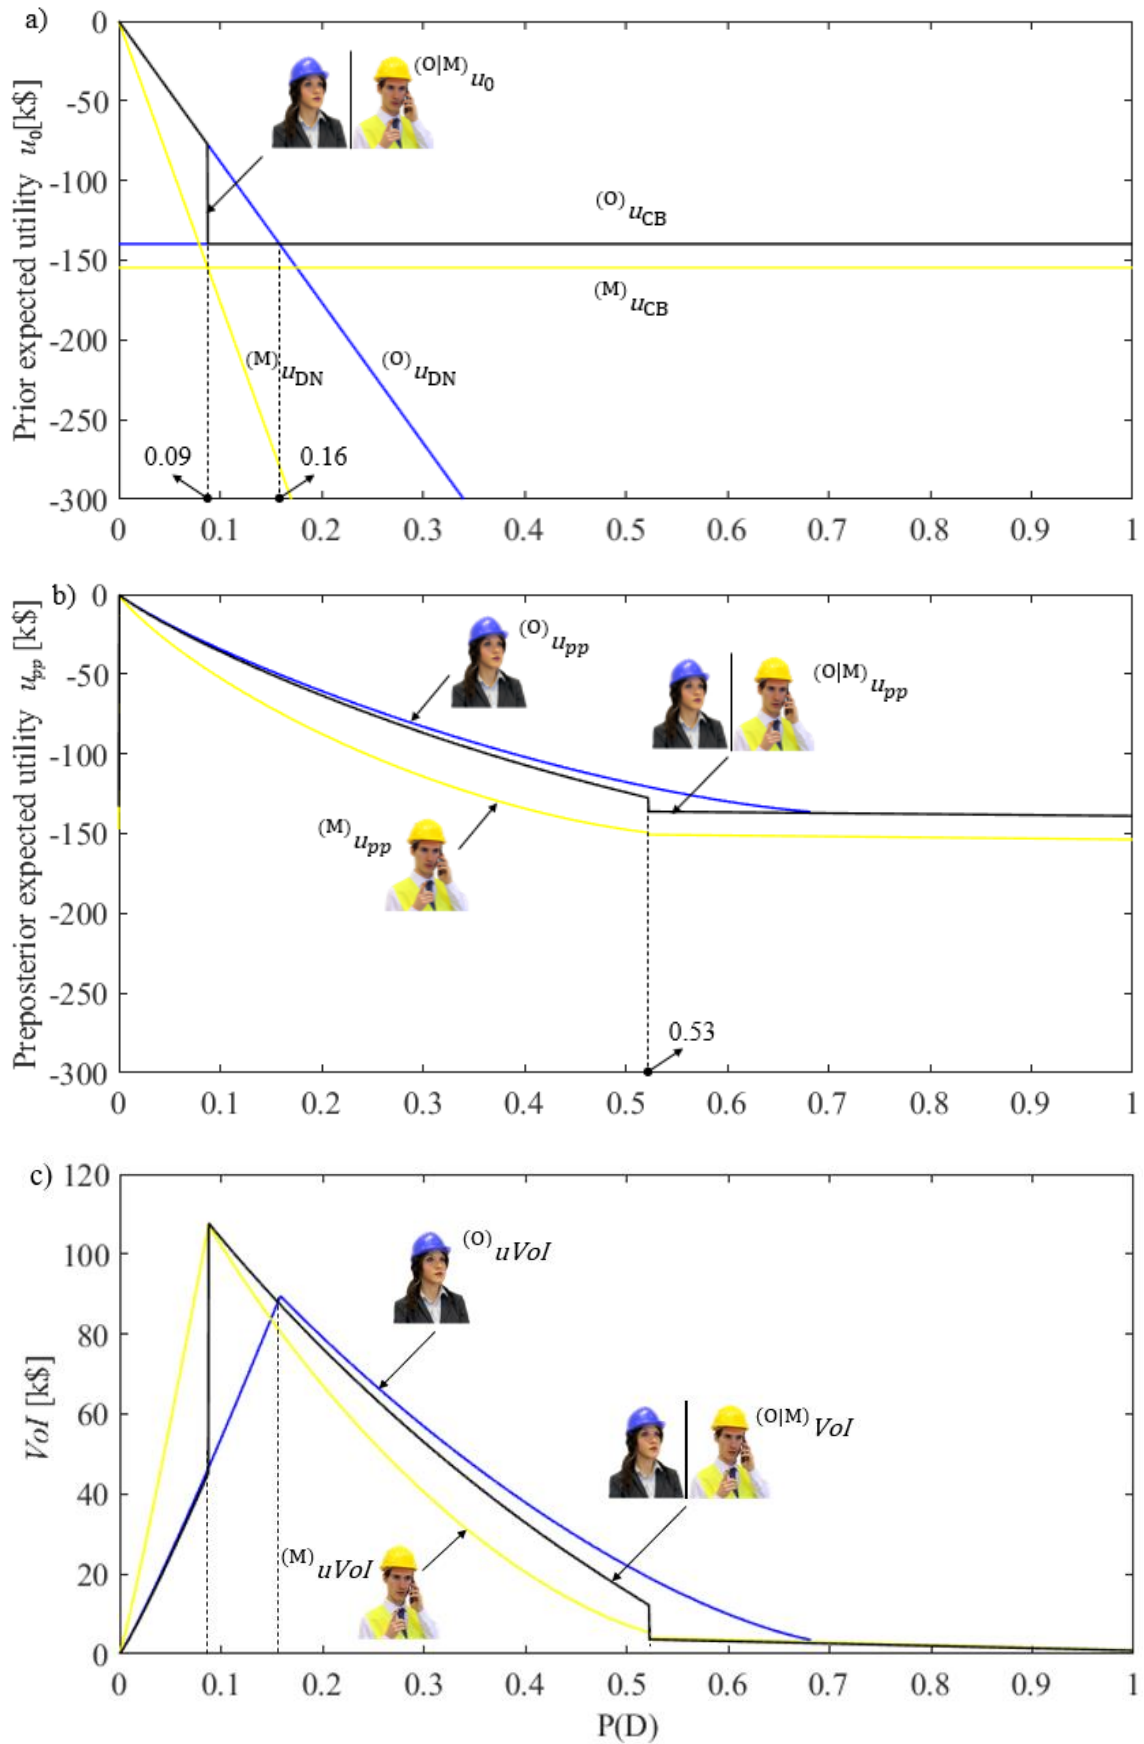 a)
Prior expected utility u0[k$]
0
-50
-100
-150
-200
-250
-300
(O|M)u0
(O)uCB
(M)uCB
(M)uDN
(O)uDN
0.09
0.16
0 0.1 0.2 0.3 0.4 0.5 0.6 0.7 0.8 0.9 1
b)
Preposterior expected utility upp [k$]
0
-50
-100
-150
-200
-250
-300
(O)upp
(O|M)upp
(M)upp
0.53
0 0.1 0.2 0.3 0.4 0.5 0.6 0.7 0.8 0.9 1
c)
VoI [k$]
120
100
80
60
40
20
0
(O)uVoI
(O|M)VoI
(M)uVoI
0 0.1 0.2 0.3 0.4 0.5 0.6 0.7 0.8 0.9 1
P(D)